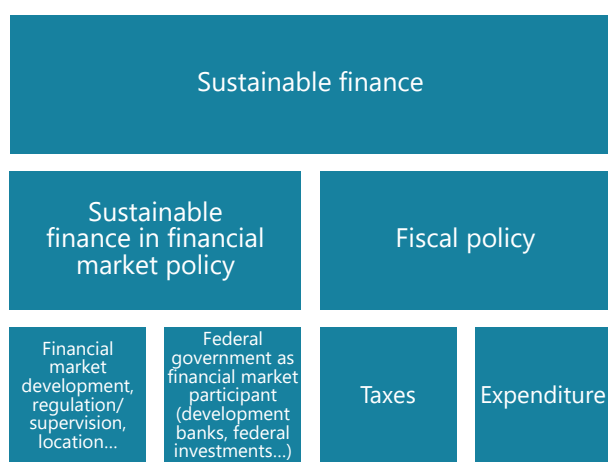 Sustainable finance
Sustainable
finance in financial
market policy
Fiscal policy
Financial
market
development,
regulation/
supervision,
location...
Federal
government as
financial market
participant
(development
banks, federal
investments...)
Taxes
Expenditure